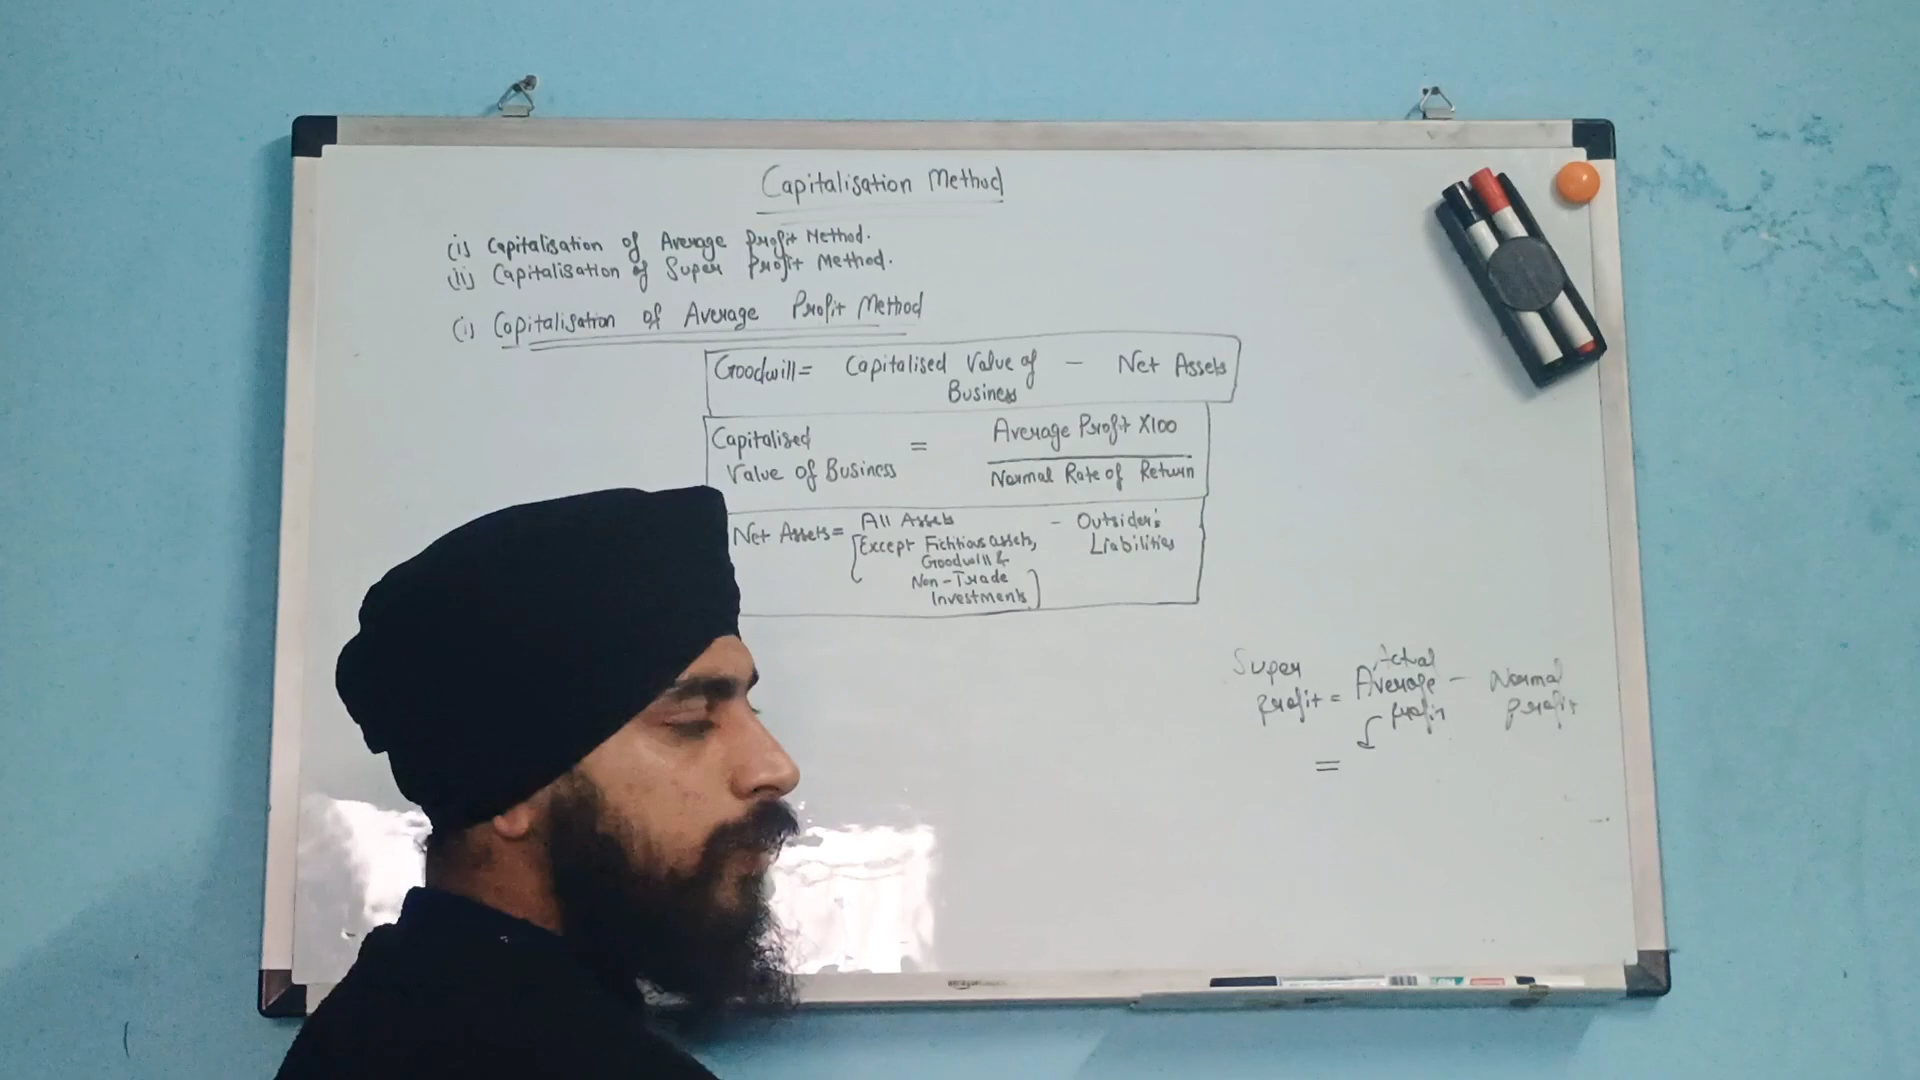 Capitalisation Method
(i) Capitalisation of Average Profit Method.
(ii) Capitalisation of Super Profit Method.
(i) Capitalisation of Average Profit Method
Goodwill = Capitalised Value of Business - Net Assets
Capitalised Value of Business = Average Profit X100
Normal Rate of Return
Net Assets = All Assets - Outsider's Liabilities
[Except Fictitious assets,
Goodwill &
Non-Trade
Investments]
Super Profit = Actual Average Profit - Normal Profit
=